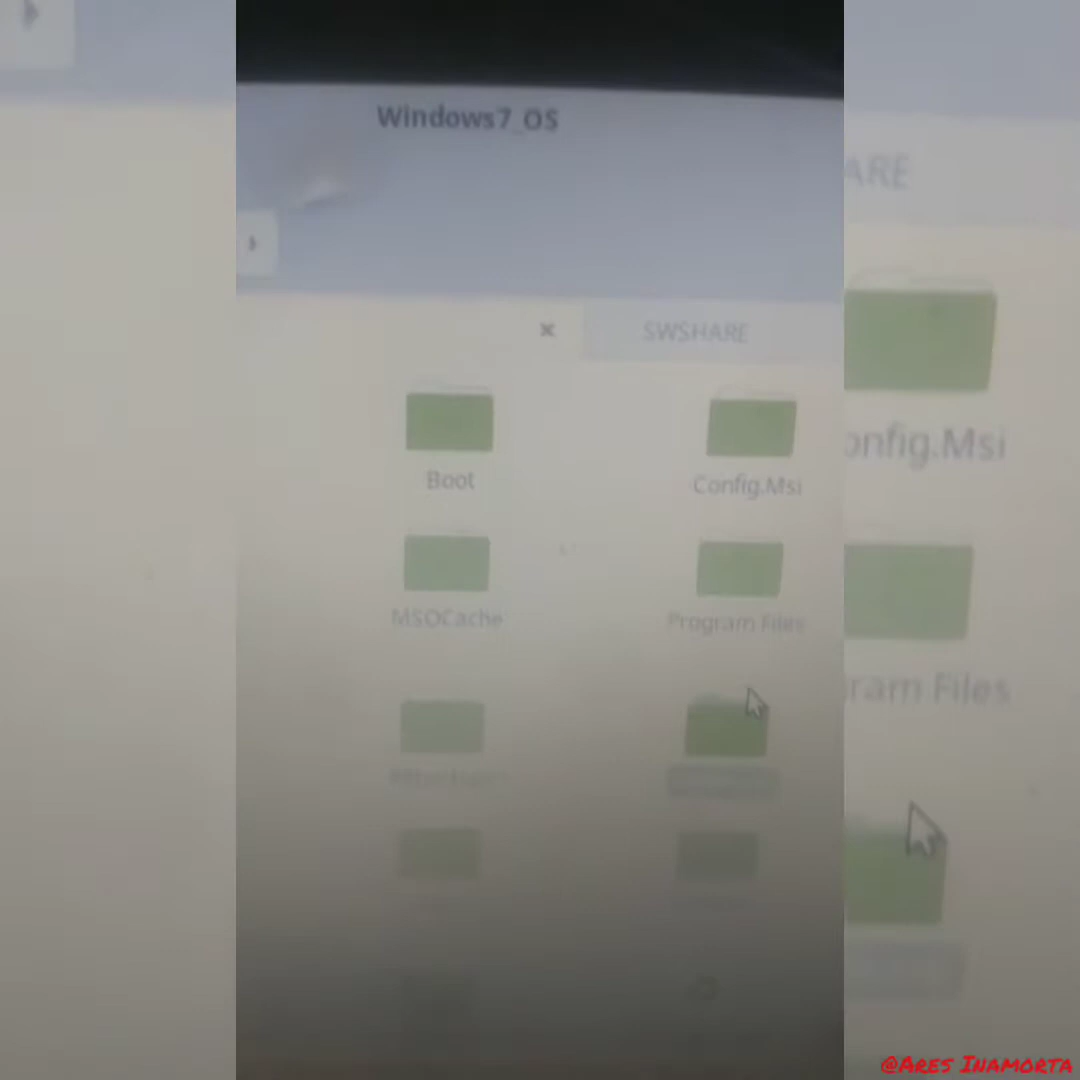 Windows7_OS
SWSHARE
ARE
Boot
Config.Msi
onfig.Msi
MSOCache
Program Files
ram Files
@Ares Inamorta